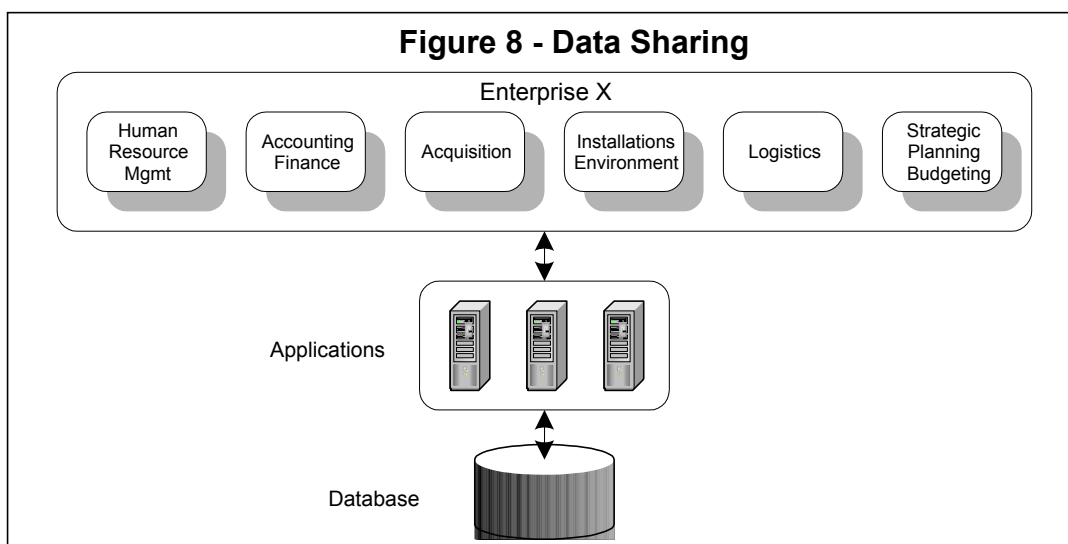 Figure 8 - Data Sharing
Enterprise X
Human
Resource
Mgmt
Accounting
Finance
Acquisition
Installations
Environment
Logistics
Strategic
Planning
Budgeting
Applications
Database